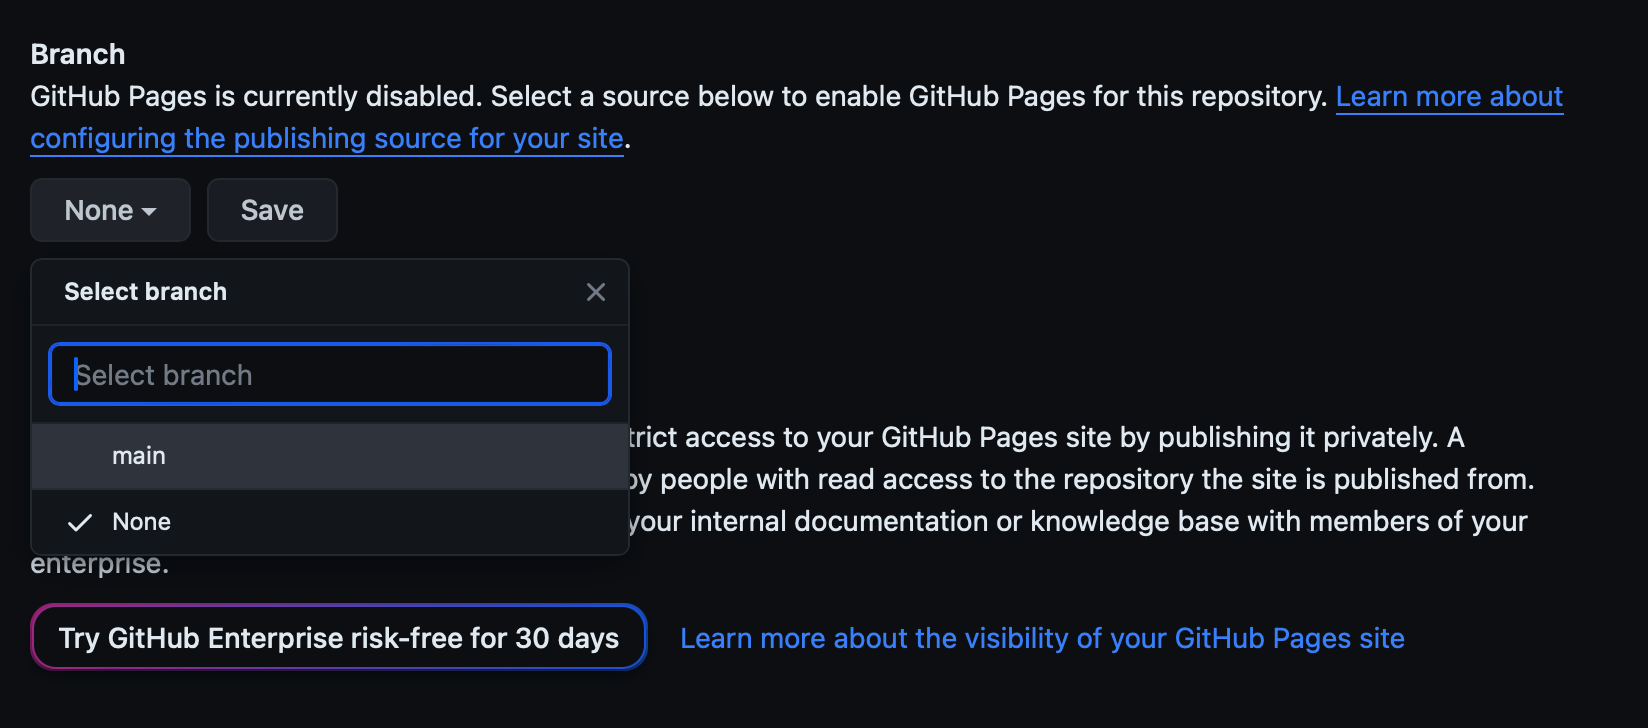 Branch
GitHub Pages is currently disabled. Select a source below to enable GitHub Pages for this repository. Learn more about
configuring the publishing source for your site.
None
Save
Select branch
Select branch
main
None
access to your GitHub Pages site by publishing it privately. A
by people with read access to the repository the site is published from.
your internal documentation or knowledge base with members of your
enterprise.
Try GitHub Enterprise risk-free for 30 days
Learn more about the visibility of your GitHub Pages site